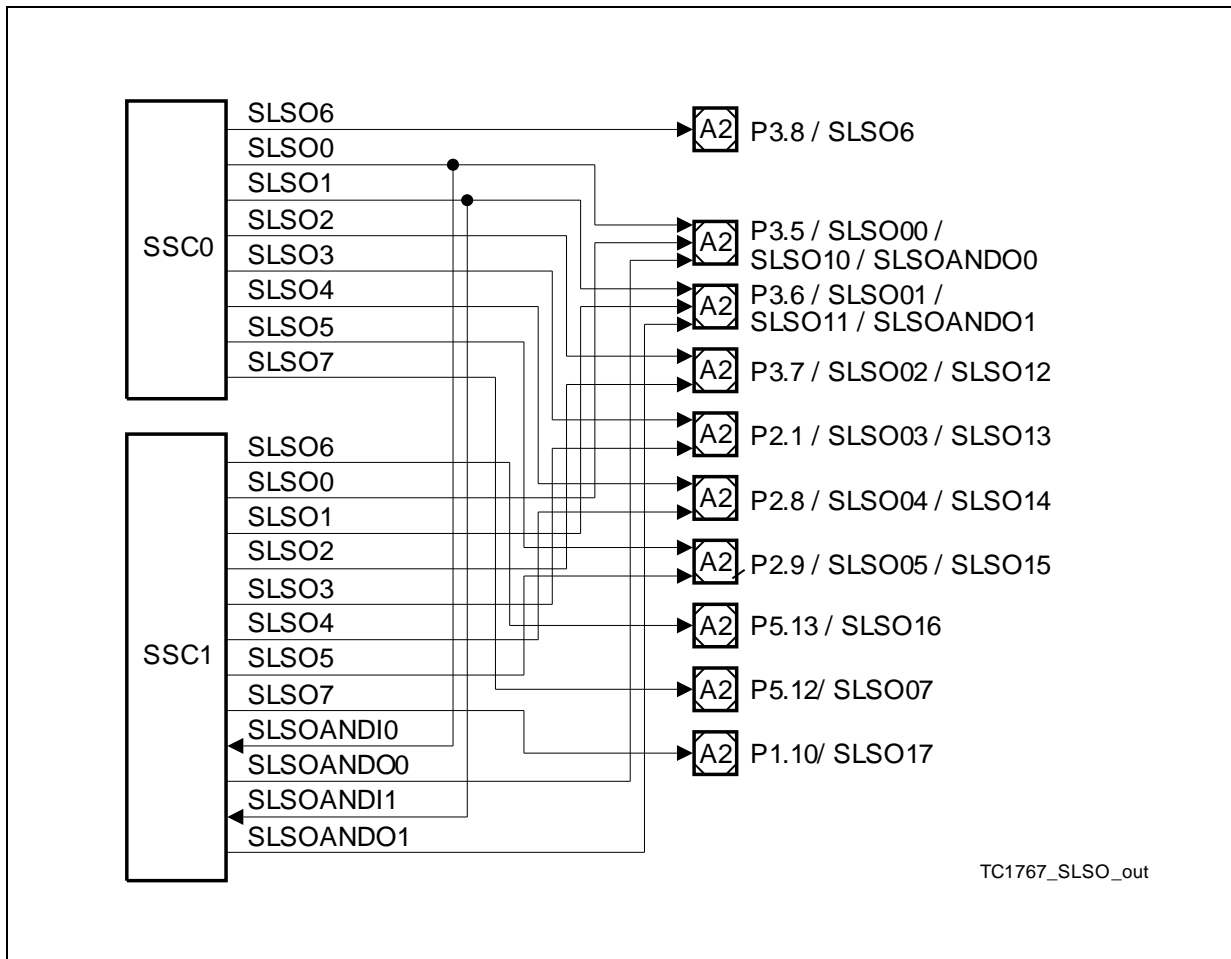 SSC0
SLSO6
SLSO0
SLSO1
SLSO2
SLSO3
SLSO4
SLSO5
SLSO7
SSC1
SLSO6
SLSO0
SLSO1
SLSO2
SLSO3
SLSO4
SLSO5
SLSO7
SLSOANDI0
SLSOANDO0
SLSOANDI1
SLSOANDO1
A2 P3.8 / SLSO6
A2 P3.5 / SLSO00 /
SLSO10 / SLSOANDO0
A2 P3.6 / SLSO01 /
SLSO11 / SLSOANDO1
A2 P3.7 / SLSO02 / SLSO12
A2 P2.1 / SLSO03 / SLSO13
A2 P2.8 / SLSO04 / SLSO14
A2 P2.9 / SLSO05 / SLSO15
A2 P5.13 / SLSO16
A2 P5.12/ SLSO07
A2 P1.10/ SLSO17
TC1767_SLSO_out